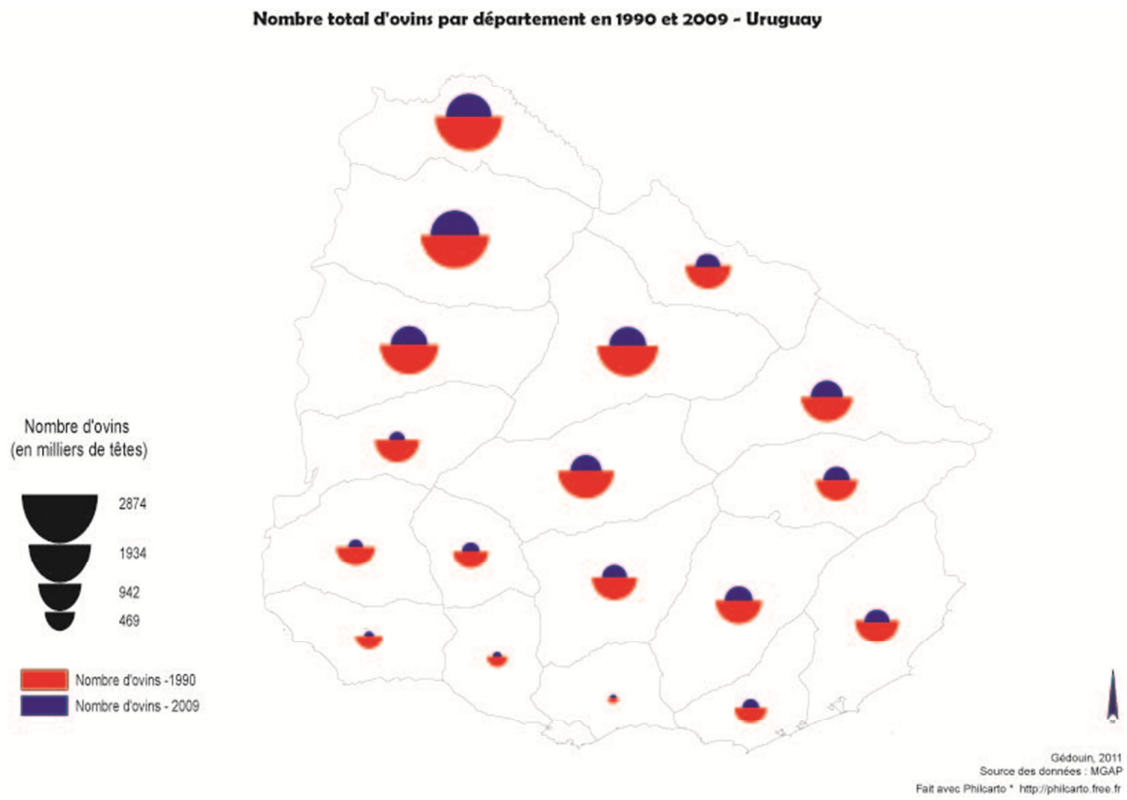 Nombre total d'ovins par département en 1990 et 2009 - Uruguay
Nombre d'ovins
(en milliers de têtes)
2874
1934
942
469
Nombre d'ovins -1990
Nombre d'ovins - 2009
Gédouin, 2011
Source des données : MGAP
Fait avec Philcarto * http://philcarto.free.fr